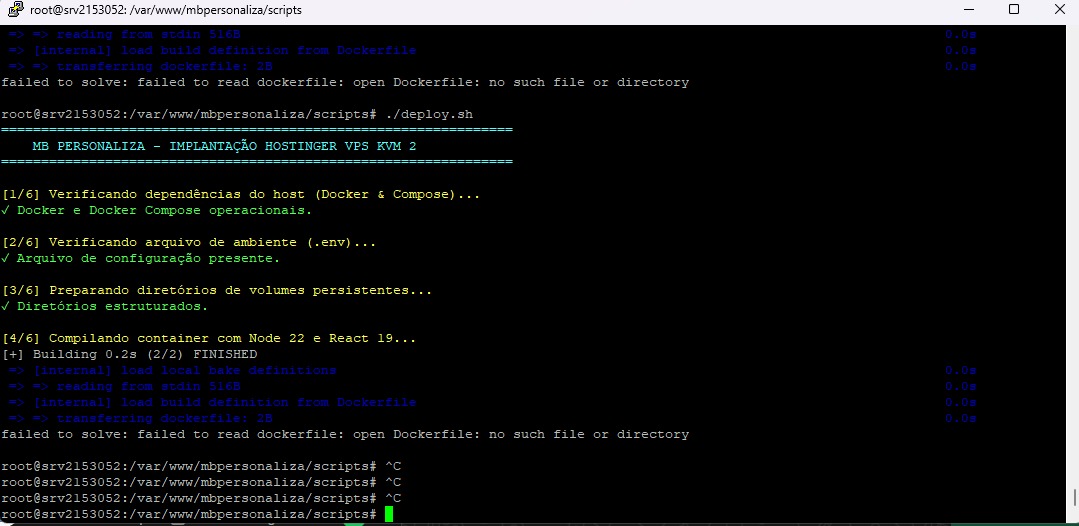 root@srv2153052: /var/www/mbpersonaliza/scripts
=> => reading from stdin 516B 0.0s
=> [internal] load build definition from Dockerfile 0.0s
=> => transferring dockerfile: 2B 0.0s
failed to solve: failed to read dockerfile: open Dockerfile: no such file or directory
root@srv2153052:/var/www/mbpersonaliza/scripts# ./deploy.sh
================================================================
MB PERSONALIZA - IMPLANTAÇÃO HOSTINGER VPS KVM 2
================================================================
[1/6] Verificando dependências do host (Docker & Compose)...
✓ Docker e Docker Compose operacionais.
[2/6] Verificando arquivo de ambiente (.env)...
✓ Arquivo de configuração presente.
[3/6] Preparando diretórios de volumes persistentes...
✓ Diretórios estruturados.
[4/6] Compilando container com Node 22 e React 19...
[+] Building 0.2s (2/2) FINISHED
=> [internal] load local bake definitions 0.0s
=> => reading from stdin 516B 0.0s
=> [internal] load build definition from Dockerfile 0.0s
=> => transferring dockerfile: 2B 0.0s
failed to solve: failed to read dockerfile: open Dockerfile: no such file or directory
root@srv2153052:/var/www/mbpersonaliza/scripts# ^C
root@srv2153052:/var/www/mbpersonaliza/scripts# ^C
root@srv2153052:/var/www/mbpersonaliza/scripts# ^C
root@srv2153052:/var/www/mbpersonaliza/scripts#